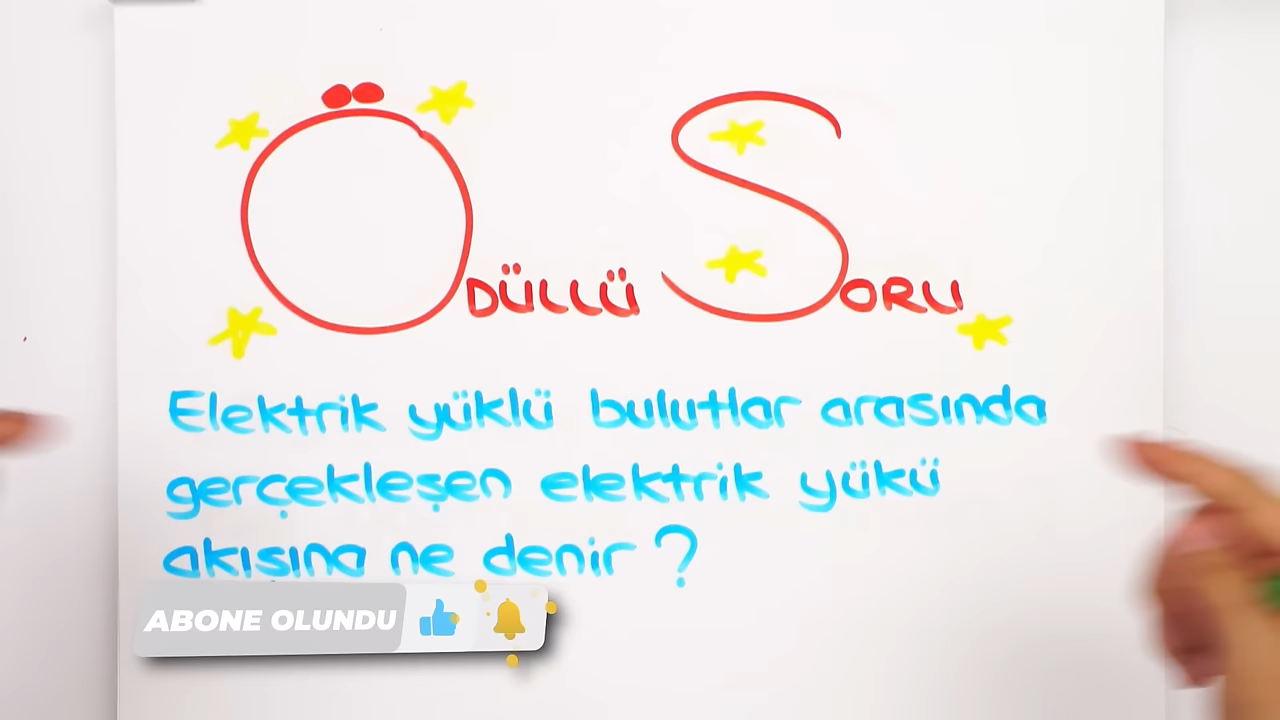 ÖDÜLLÜ SORU
Elektrik yüklü bulutlar arasında
gerçekleşen elektrik yükü
akışına ne denir?
ABONE OLUNDU